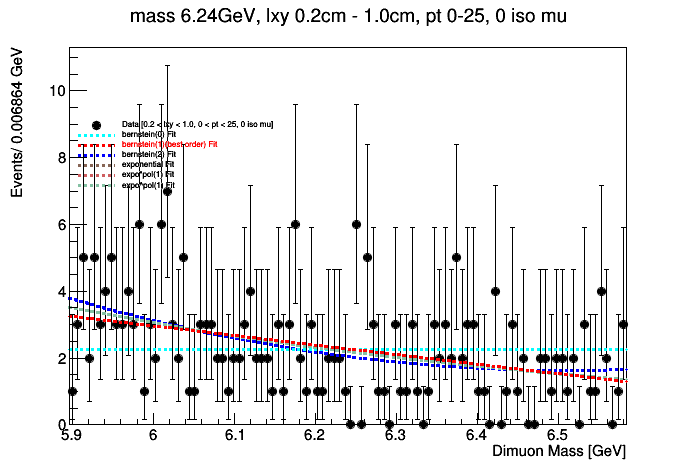 mass 6.24GeV, lxy 0.2cm - 1.0cm, pt 0-25, 0 iso mu
Events/ 0.006864 GeV
10
8
6
4
2
0
Data [0.2 < lxy < 1.0, 0 < pt < 25, 0 iso mu]
bernstein(0) Fit
bernstein(1) (best order) Fit
bernstein(2) Fit
exponential Fit
expo*pol(1) Fit
expo*pol(1) Fit
5.9 6 6.1 6.2 6.3 6.4 6.5
Dimuon Mass [GeV]